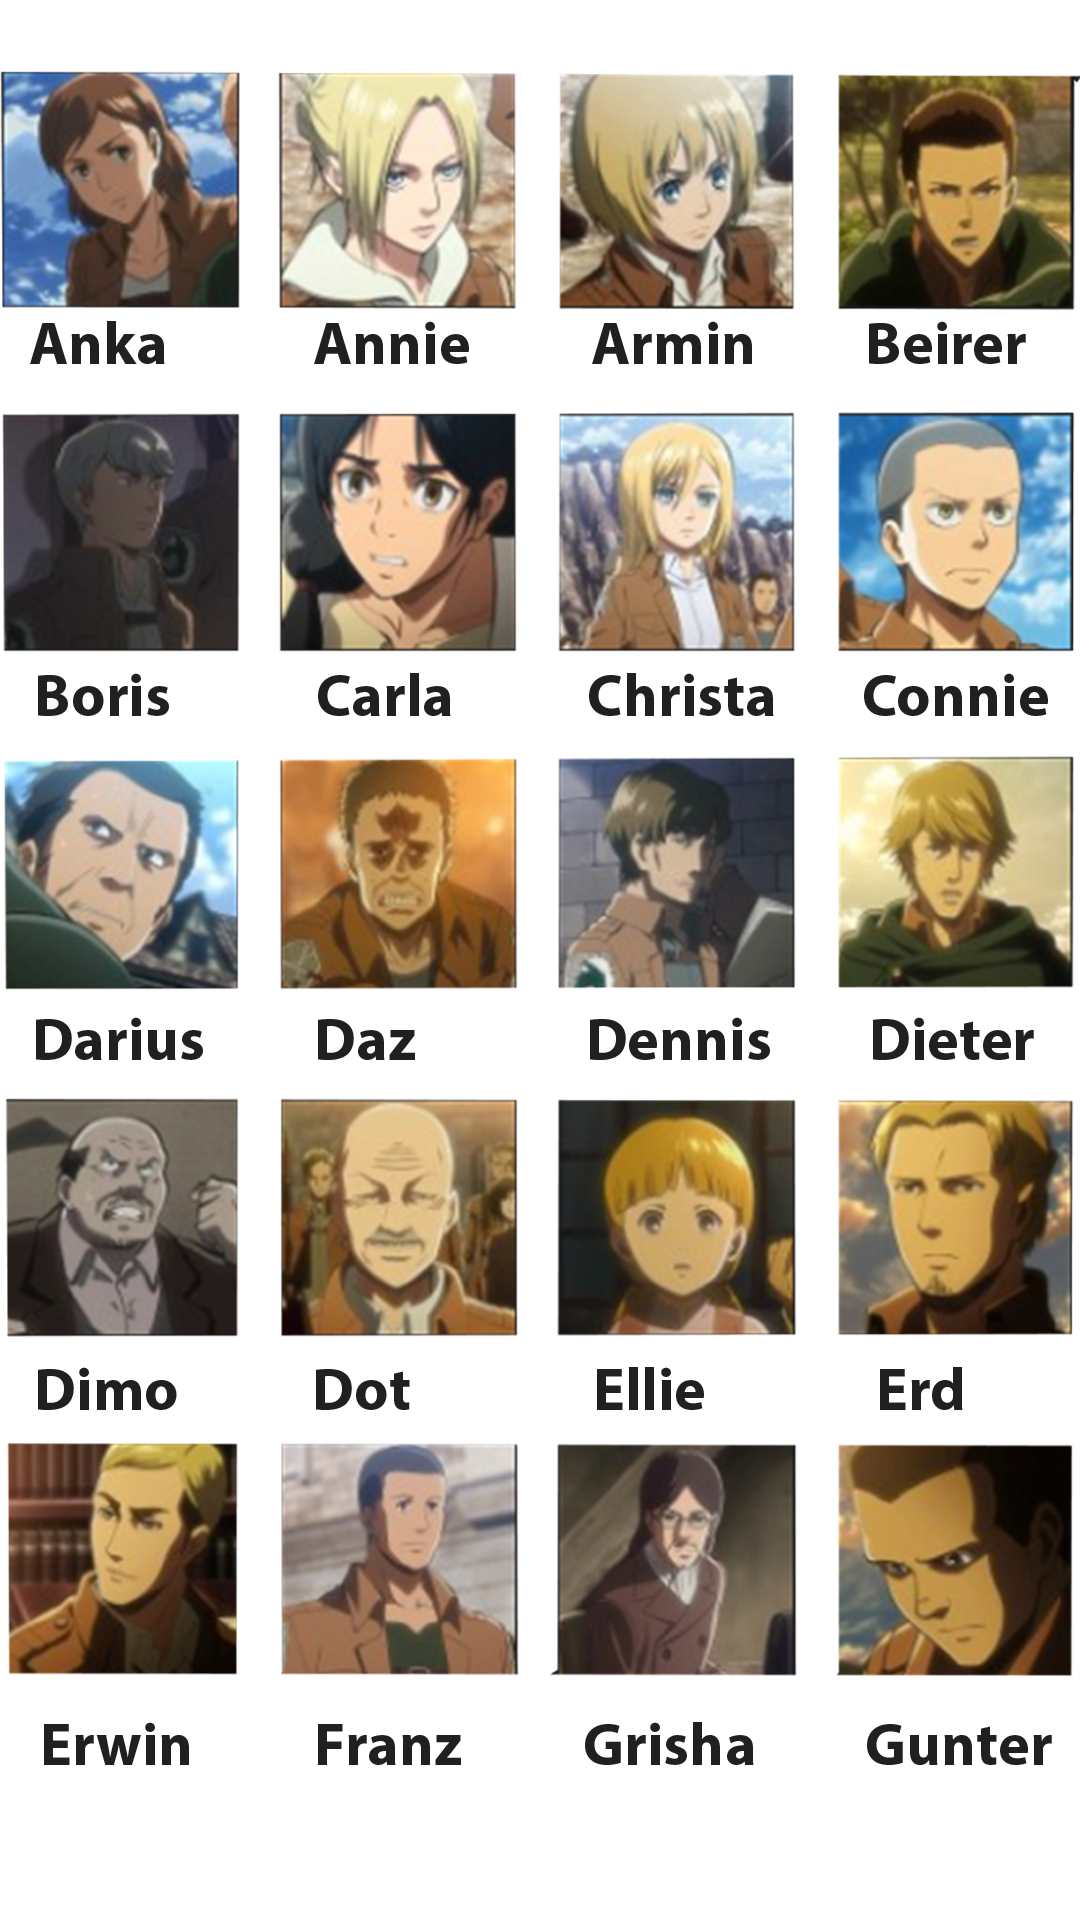 Anka Annie Armin Beirer
Boris Carla Christa Connie
Darius Daz Dennis Dieter
Dimo Dot Ellie Erd
Erwin Franz Grisha Gunter